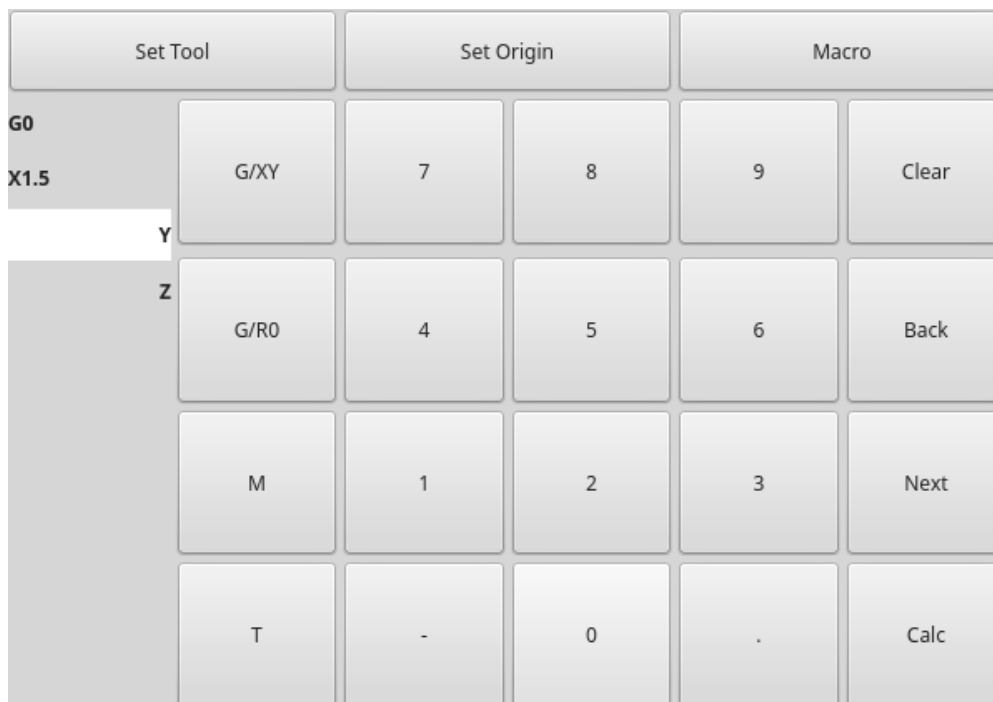 Set Tool Set Origin Macro
G0
X1.5
Y
Z
G/XY 7 8 9 Clear
G/R0 4 5 6 Back
M 1 2 3 Next
T - 0 . Calc